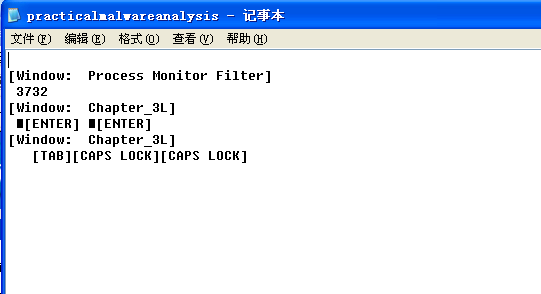 practicalmalwareanalysis - 记事本
文件(F) 编辑(E) 格式(O) 查看(V) 帮助(H)
[Window: Process Monitor Filter]
3732
[Window: Chapter_3L]
■[ENTER] ■[ENTER]
[Window: Chapter_3L]
[TAB][CAPS LOCK][CAPS LOCK]